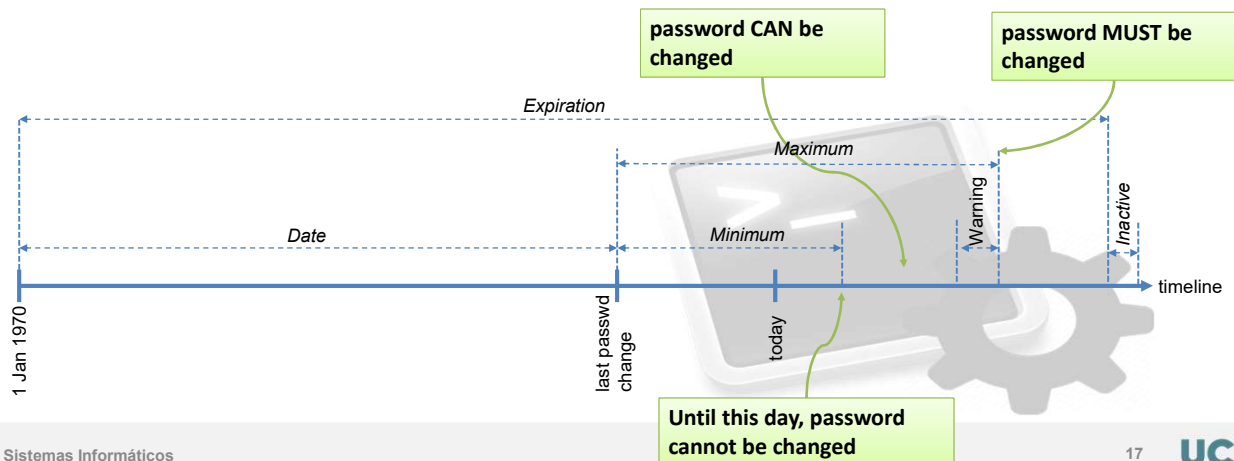 password CAN be
changed
password MUST be
changed
Expiration
Maximum
Warning
Inactive
Date
Minimum
timeline
1 Jan 1970
last passwd
change
today
Until this day, password
cannot be changed
Sistemas Informáticos
17
UC